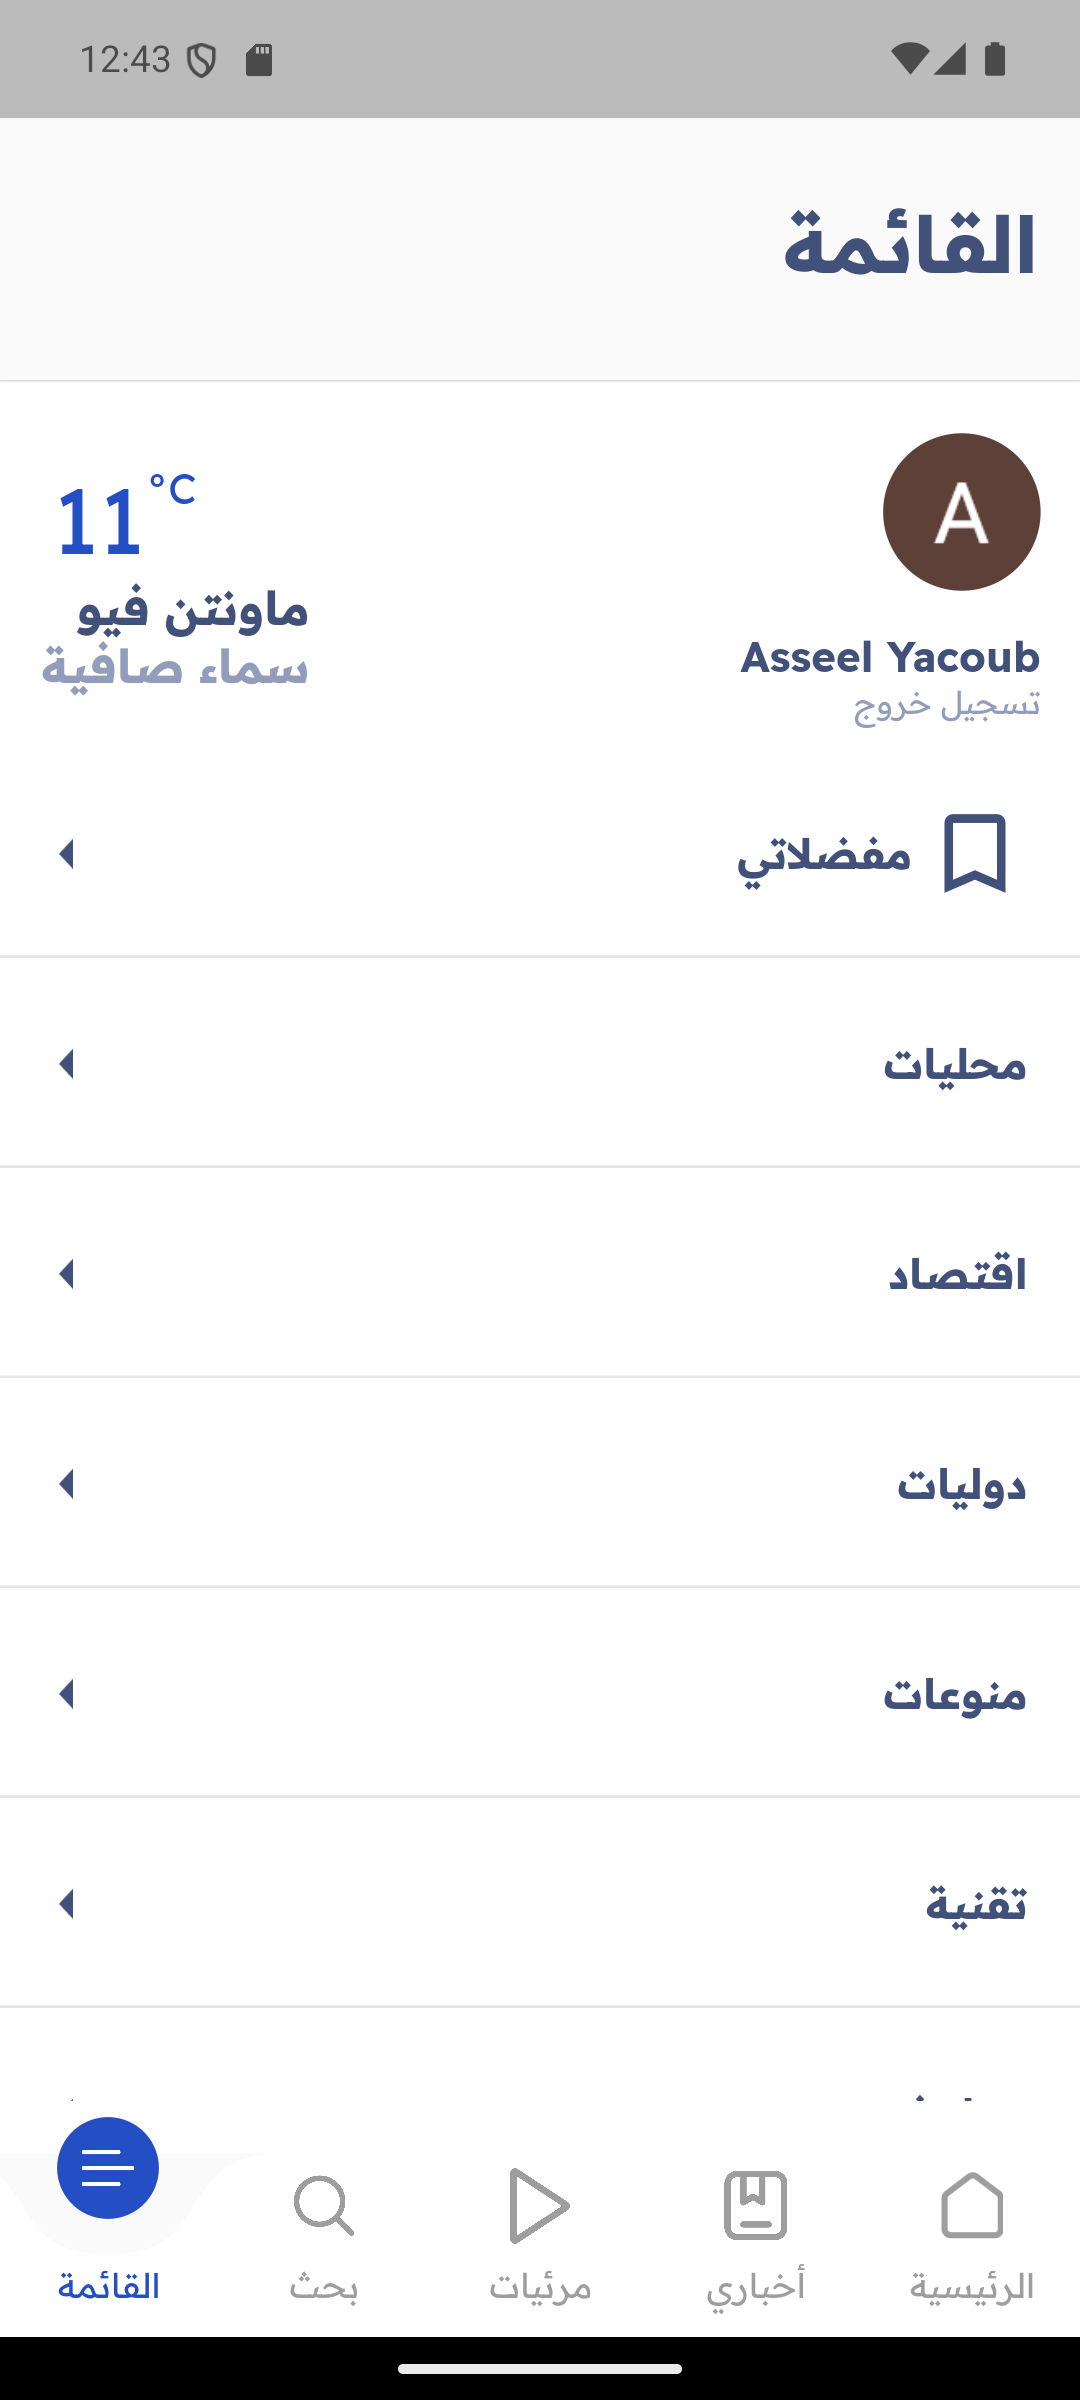 12:43
القائمة
A
11 °C
ماونتن فيو
سماء صافية
Asseel Yacoub
تسجيل خروج
مفضلاتي
محليات
اقتصاد
دوليات
منوعات
تقنية
الرئيسية
أخباري
مرئيات
بحث
القائمة